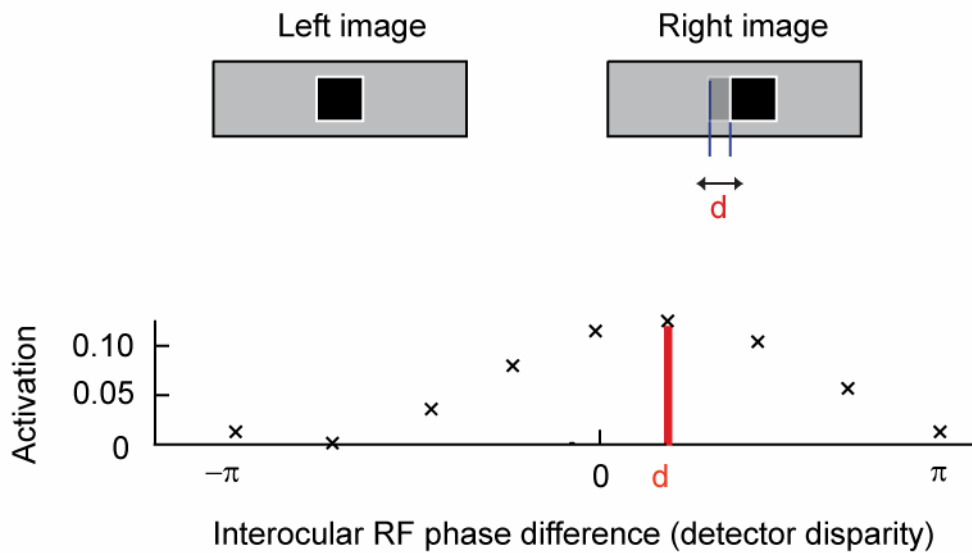 Left image
Right image
d
Activation
0.10
0.05
0
−π
0
d
π
Interocular RF phase difference (detector disparity)